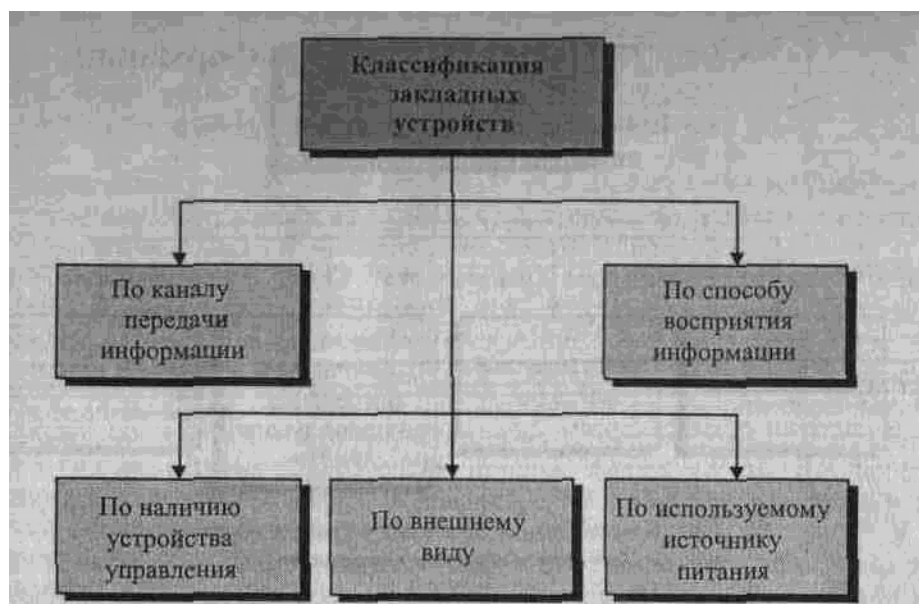 Классификация
закладных
устройств
По каналу
передачи
информации
По способу
восприятия
информации
По наличию
устройства
управления
По внешнему
виду
По используемому
источнику
питания